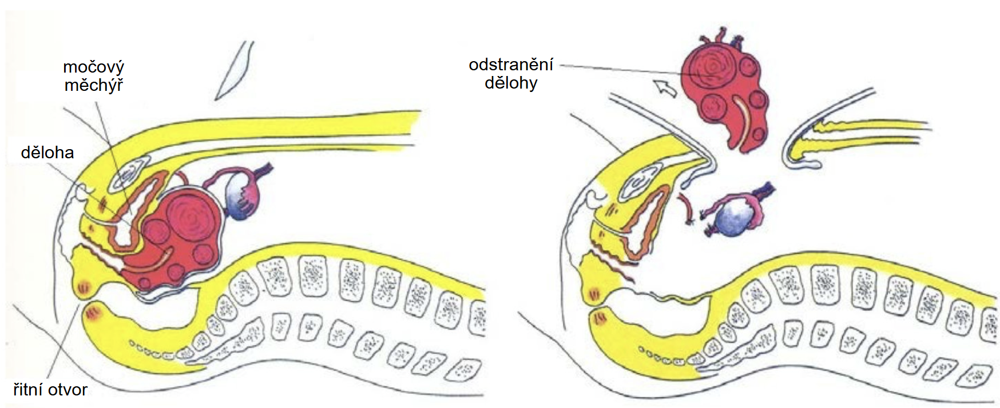 močový
měchýř
děloha
řitní otvor
odstranění
dělohy